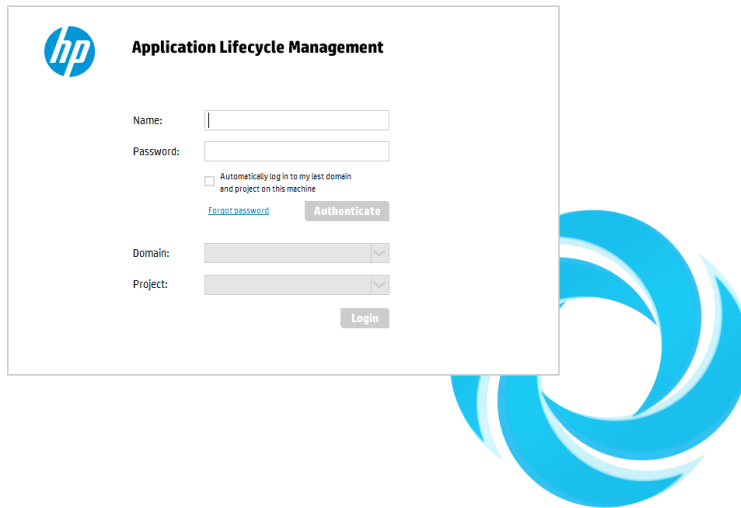 hp
Application Lifecycle Management
Name:
Password:
Automatically log in to my last domain
and project on this machine
Forgot password
Authenticate
Domain:
Project:
Login